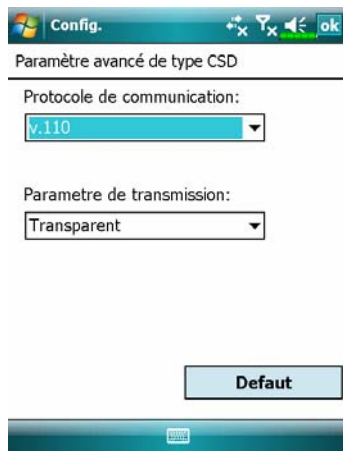 Config.
ok
Paramètre avancé de type CSD
Protocole de communication:
v.110
Parametre de transmission:
Transparent
Defaut